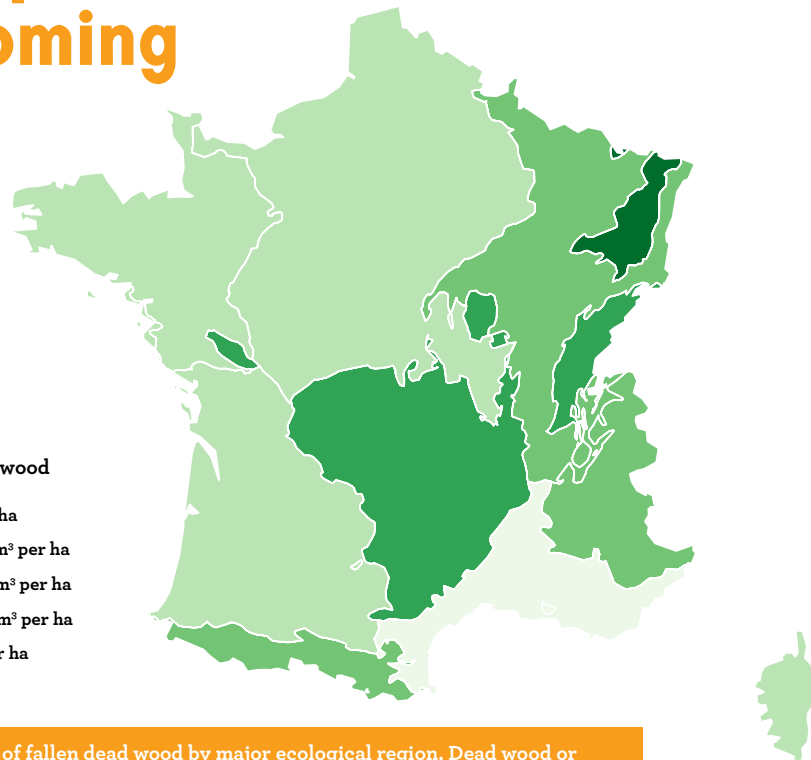 oming
wood
ha
m³ per ha
m³ per ha
m³ per ha
r ha
of fallen dead wood by major ecological region. Dead wood or